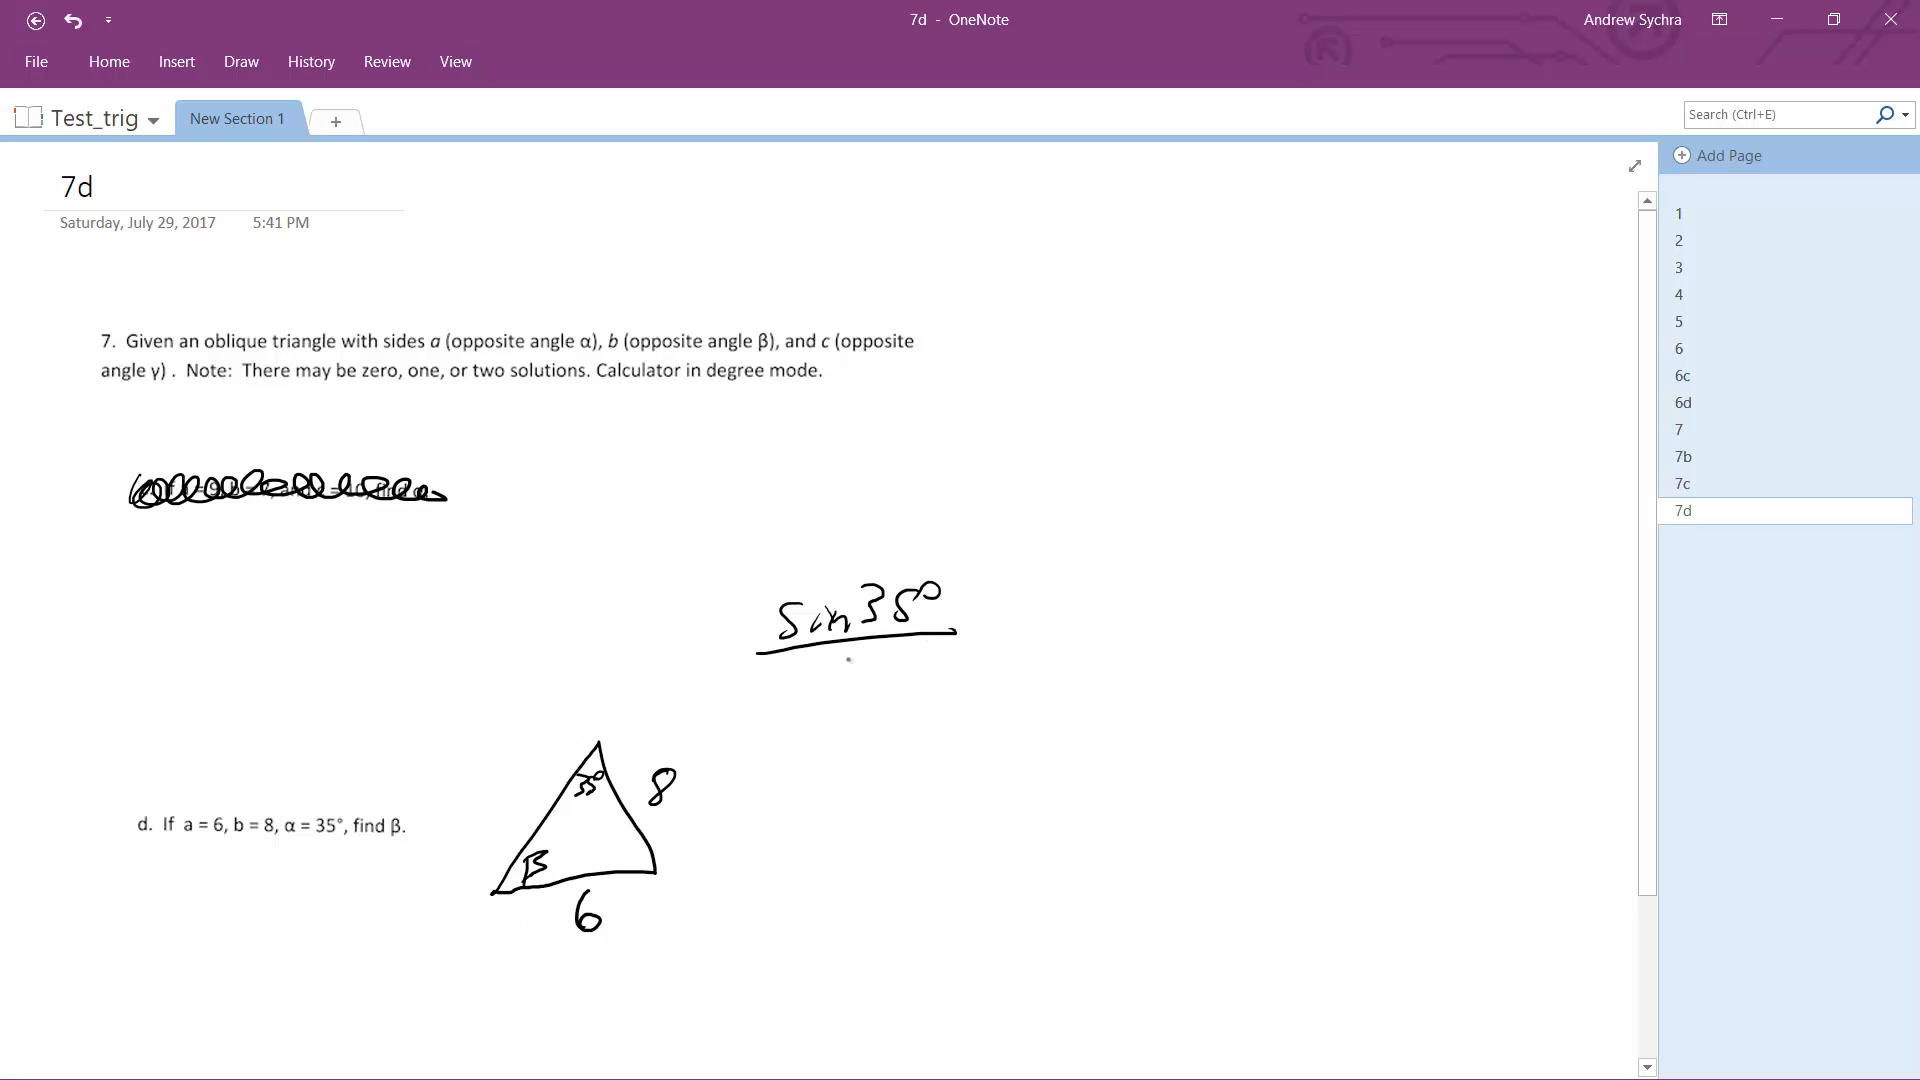 7d - OneNote
Andrew Sychra
File Home Insert Draw History Review View
Test_trig
New Section 1
+
Search (Ctrl+E)
Add Page
7d
Saturday, July 29, 2017 5:41 PM
1
2
3
4
5
6
6c
6d
7
7b
7c
7d
7. Given an oblique triangle with sides a (opposite angle α), b (opposite angle β), and c (opposite
angle γ) . Note: There may be zero, one, or two solutions. Calculator in degree mode.
sin 35°
35°
8
d. If a = 6, b = 8, α = 35°, find β.
β
6